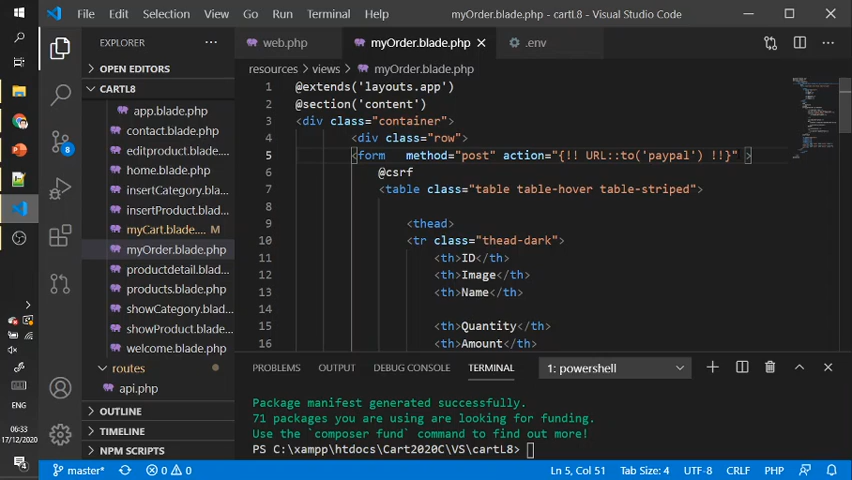 File Edit Selection View Go Run Terminal Help myOrder.blade.php - cartL8 - Visual Studio Code
EXPLORER
web.php myOrder.blade.php .env
OPEN EDITORS
resources > views > myOrder.blade.php
CARTL8
app.blade.php
contact.blade.php
editproduct.blade.php
home.blade.php
insertCategory.blad...
insertProduct.blad...
myCart.blade.... M
myOrder.blade.php
productdetail.blad...
products.blade.php
showCategory.blad...
showProduct.blade...
welcome.blade.php
routes
api.php
OUTLINE
TIMELINE
NPM SCRIPTS
8
1 @extends('layouts.app')
2 @section('content')
3 <div class="container">
4 <div class="row">
5 <form method="post" action="{!! URL::to('paypal') !!}" >
6 @csrf
7 <table class="table table-hover table-striped">
8
9 <thead>
10 <tr class="thead-dark">
11 <th>ID</th>
12 <th>Image</th>
13 <th>Name</th>
14
15 <th>Quantity</th>
16 <th>Amount</th>
PROBLEMS OUTPUT DEBUG CONSOLE TERMINAL 1: powershell
Package manifest generated successfully.
71 packages you are using are looking for funding.
Use the `composer fund` command to find out more!
PS C:\xampp\htdocs\Cart2020C\VS\cartL8>
ENG
06:33
17/12/2020
master* 0 0 Ln 5, Col 51 Tab Size: 4 UTF-8 CRLF PHP